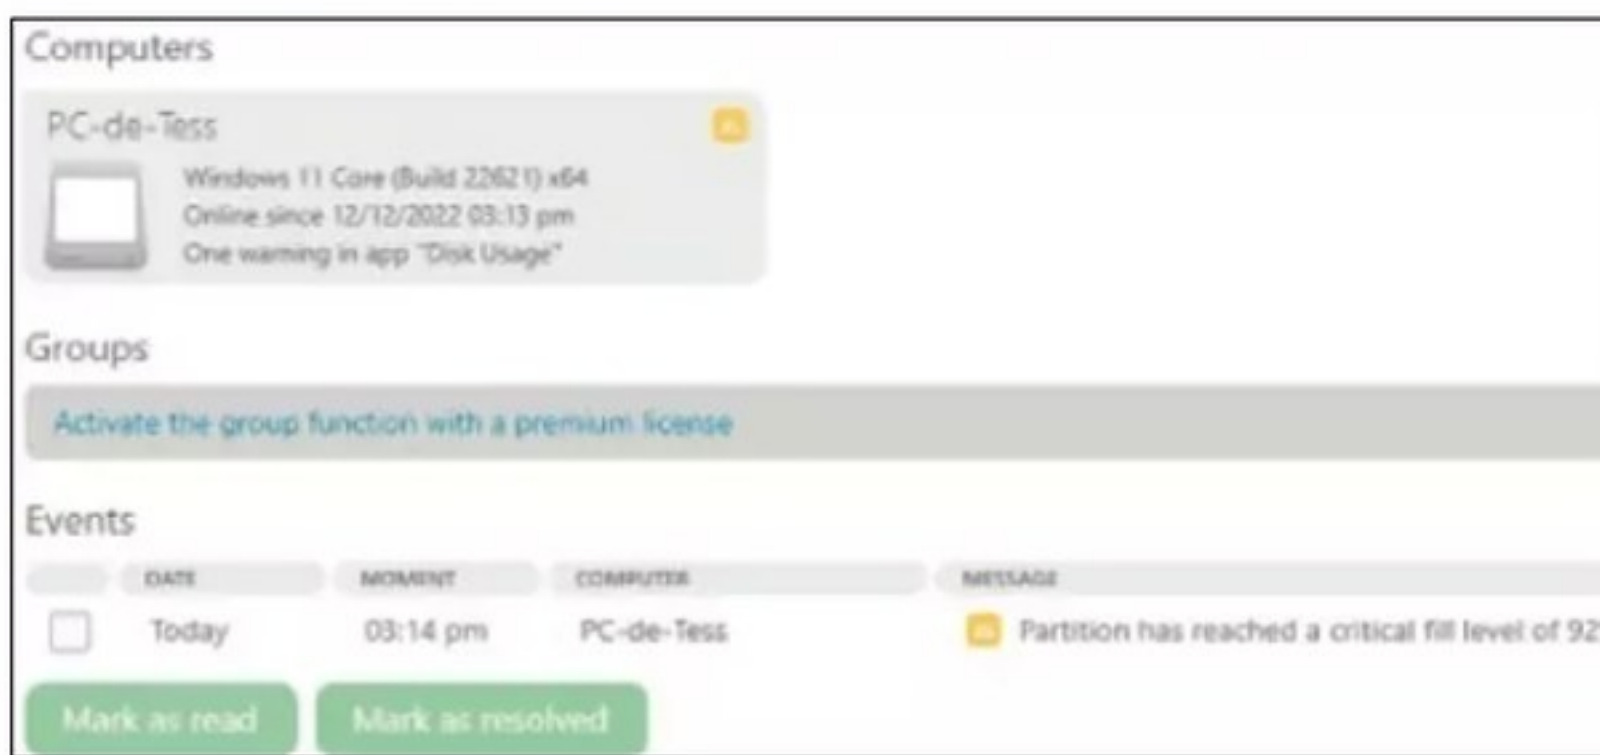 Computers
PC-de-Tess
Windows 11 Core (Build 22621) x64
Online since 12/12/2022 03:13 pm
One warning in app "Disk Usage"
Groups
Activate the group function with a premium license
Events
DATE MOMENT COMPUTER MESSAGE
Today 03:14 pm PC-de-Tess Partition has reached a critical fill level of 92
Mark as read Mark as resolved